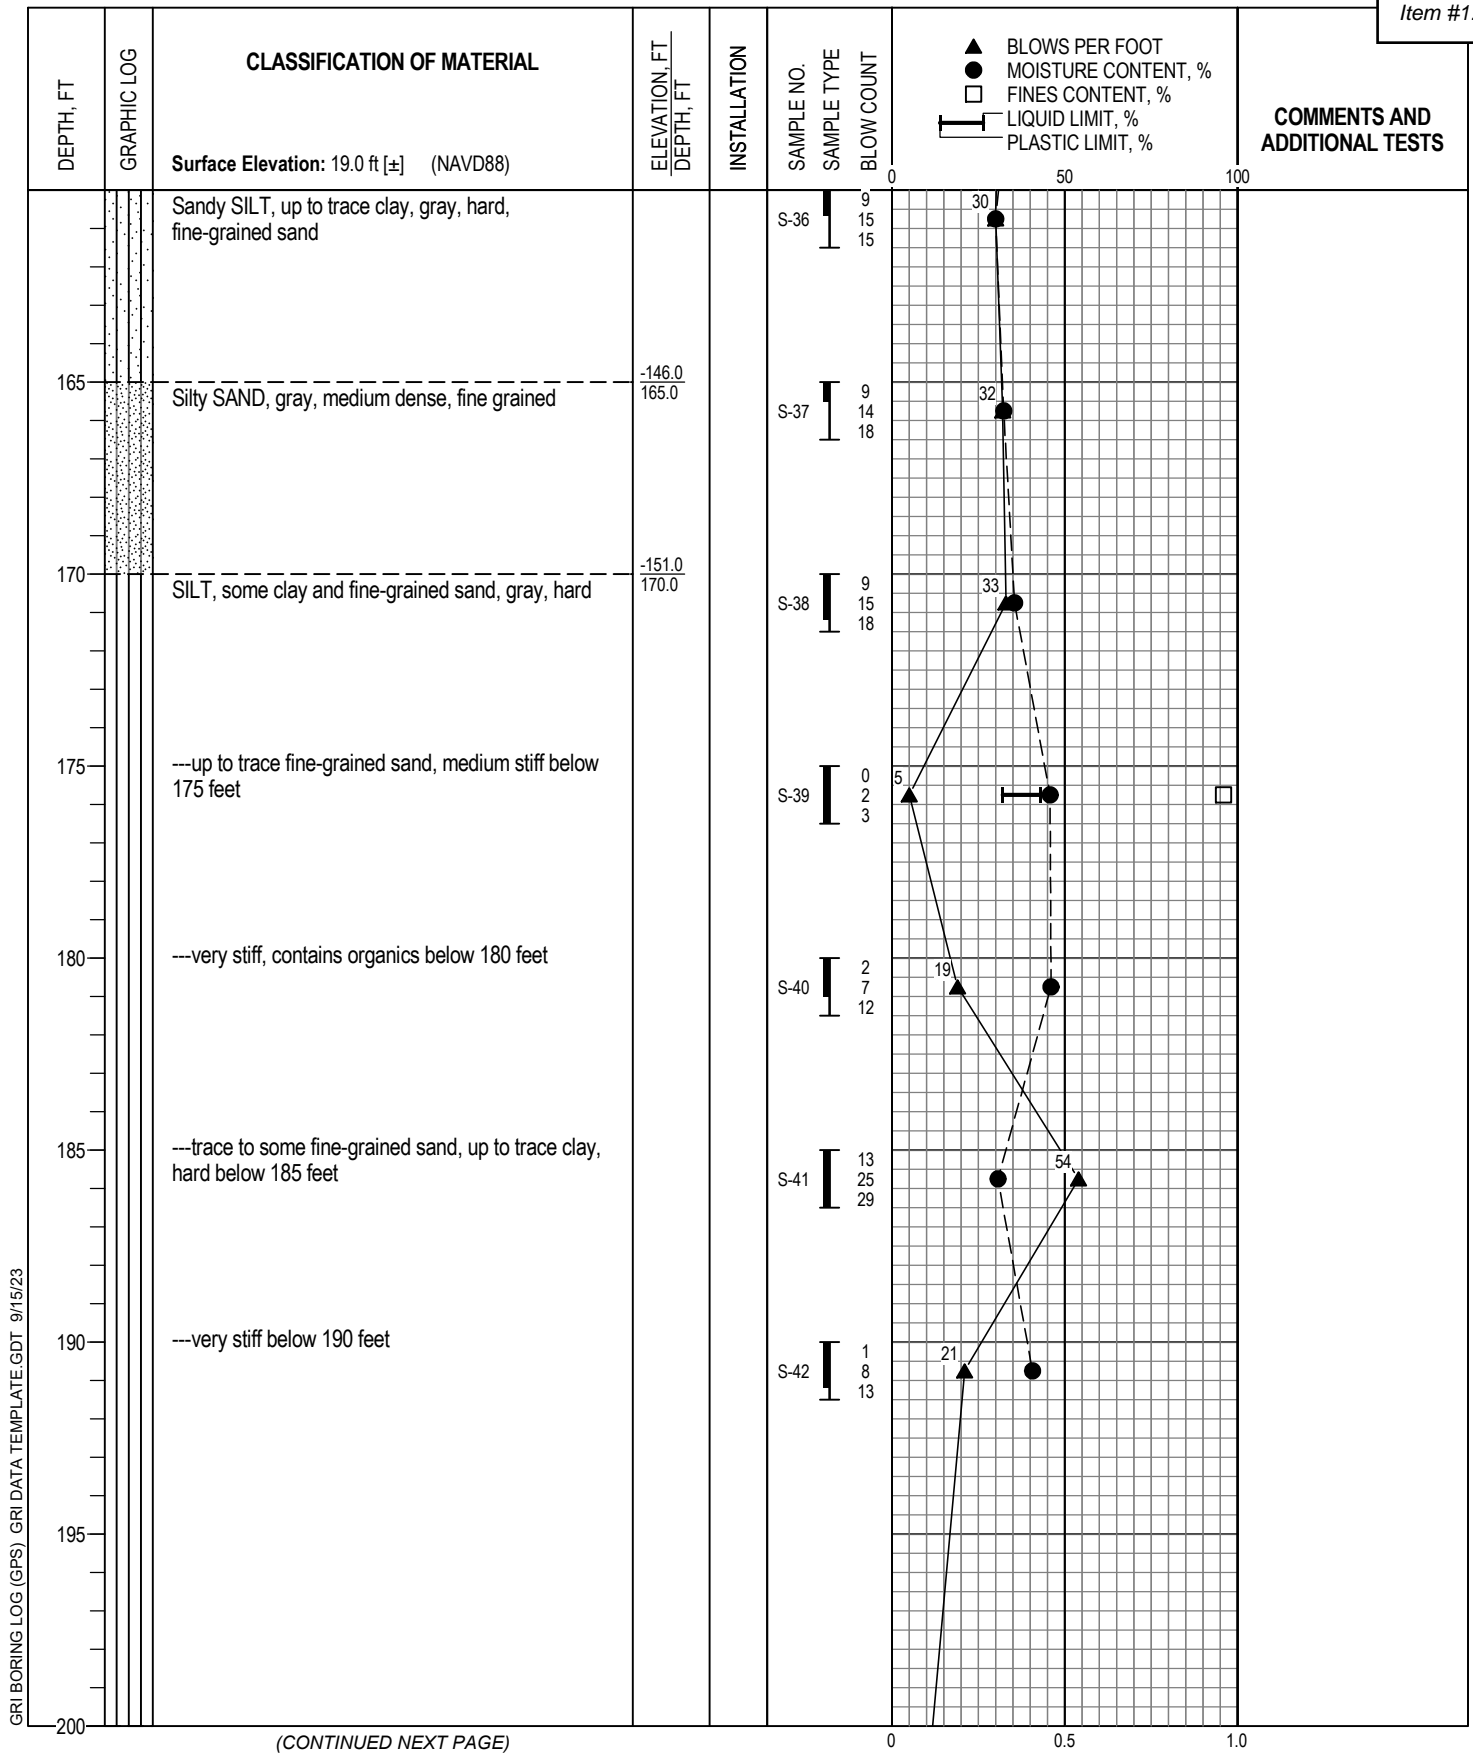 Item #1
DEPTH, FT
GRAPHIC LOG
CLASSIFICATION OF MATERIAL
Surface Elevation: 19.0 ft [±] (NAVD88)
ELEVATION, FT
DEPTH, FT
INSTALLATION
SAMPLE NO.
SAMPLE TYPE
BLOW COUNT
BLOWS PER FOOT
MOISTURE CONTENT, %
FINES CONTENT, %
LIQUID LIMIT, %
PLASTIC LIMIT, %
0 50 100
COMMENTS AND
ADDITIONAL TESTS
Sandy SILT, up to trace clay, gray, hard,
fine-grained sand
S-36
9
15
15
30
165
-146.0
165.0
Silty SAND, gray, medium dense, fine grained
S-37
9
14
18
32
170
-151.0
170.0
SILT, some clay and fine-grained sand, gray, hard
S-38
9
15
18
33
175
---up to trace fine-grained sand, medium stiff below
175 feet
S-39
0
2
3
5
180
---very stiff, contains organics below 180 feet
S-40
2
7
12
19
185
---trace to some fine-grained sand, up to trace clay,
hard below 185 feet
S-41
13
25
29
54
190
---very stiff below 190 feet
S-42
1
8
13
21
195
200
0 0.5 1.0
(CONTINUED NEXT PAGE)
GRI BORING LOG (GPS) GRI DATA TEMPLATE.GDT 9/15/23